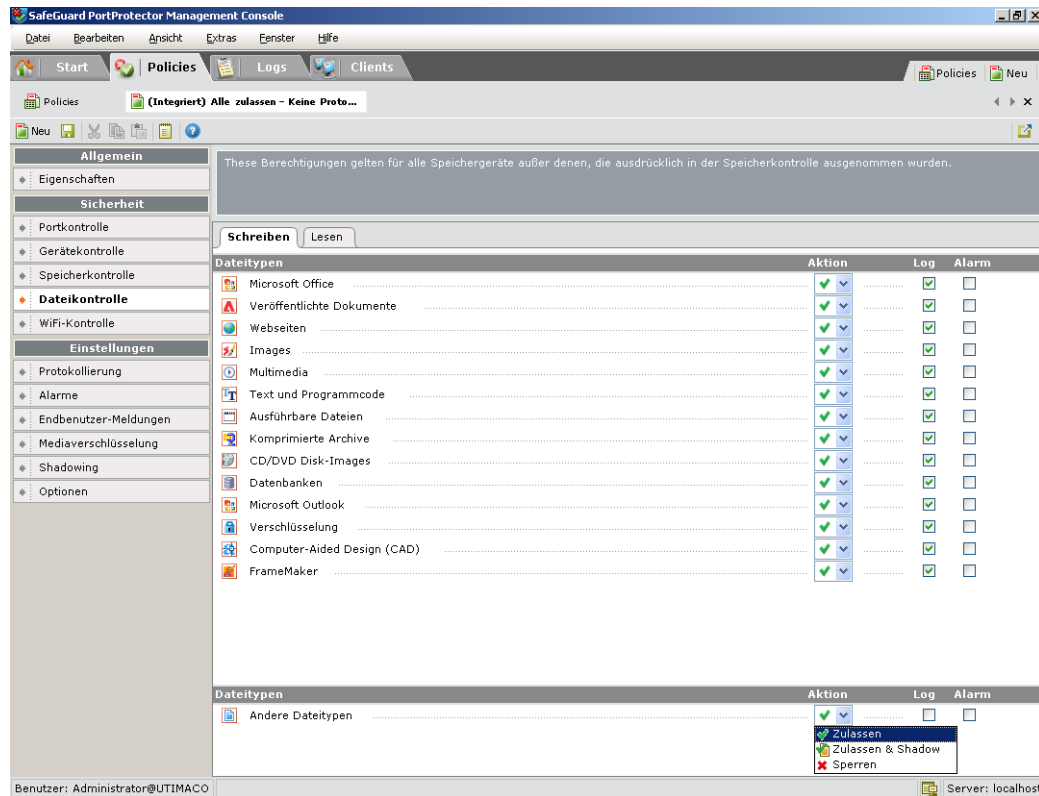 SafeGuard PortProtector Management Console
Datei Bearbeiten Ansicht Extras Fenster Hilfe
Start Policies Logs Clients Policies Neu
Policies (Integriert) Alle zulassen - Keine Proto...
Neu
Allgemein
Eigenschaften
Sicherheit
Portkontrolle
Gerätekontrolle
Speicherkontrolle
Dateikontrolle
WiFi-Kontrolle
Einstellungen
Protokollierung
Alarme
Endbenutzer-Meldungen
Mediaverschlüsselung
Shadowing
Optionen
These Berechtigungen gelten für alle Speichergeräte außer denen, die ausdrücklich in der Speicherkontrolle ausgenommen wurden.
Schreiben Lesen
Dateitypen Aktion Log Alarm
Microsoft Office
Veröffentlichte Dokumente
Webseiten
Images
Multimedia
Text und Programmcode
Ausführbare Dateien
Komprimierte Archive
CD/DVD Disk-Images
Datenbanken
Microsoft Outlook
Verschlüsselung
Computer-Aided Design (CAD)
FrameMaker
Dateitypen Aktion Log Alarm
Andere Dateitypen
Zulassen
Zulassen & Shadow
Sperren
Benutzer: Administrator@UTIMACO Server: localhost